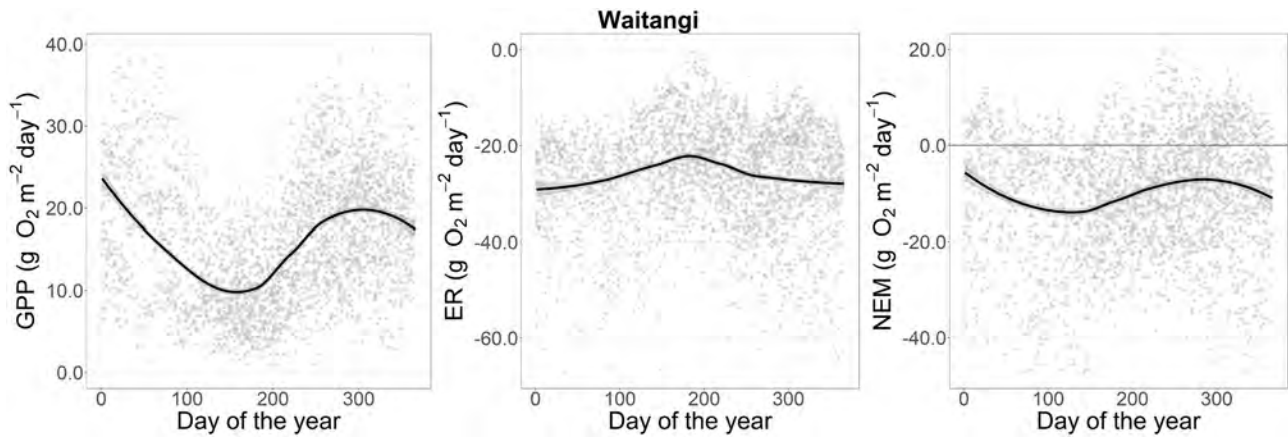 Waitangi
GPP (g O₂ m⁻² day⁻¹)
40.0
30.0
20.0
10.0
0.0
0 100 200 300
Day of the year
ER (g O₂ m⁻² day⁻¹)
0.0
-20.0
-40.0
-60.0
0 100 200 300
Day of the year
NEM (g O₂ m⁻² day⁻¹)
20.0
0.0
-20.0
-40.0
0 100 200 300
Day of the year